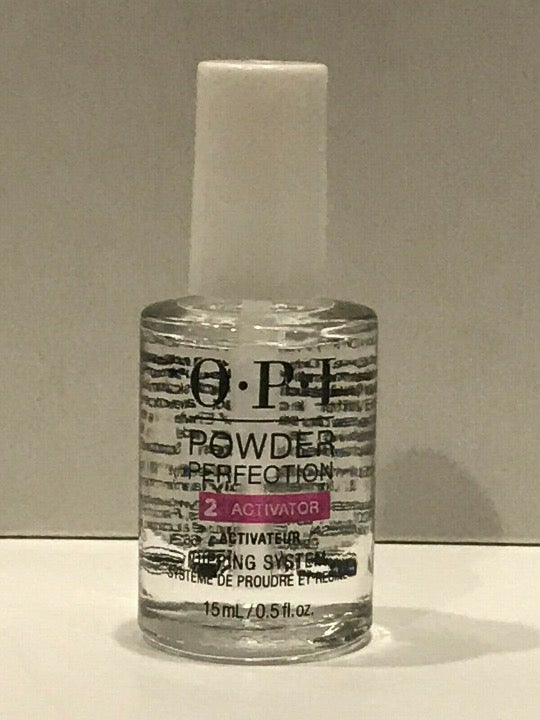 O·P·I
POWDER
PERFECTION
2 ACTIVATOR
ACTIVATEUR
DIPPING SYSTEM
SYSTÈME DE PROUDRE ET RÉSINE
15 mL / 0.5 fl. oz.